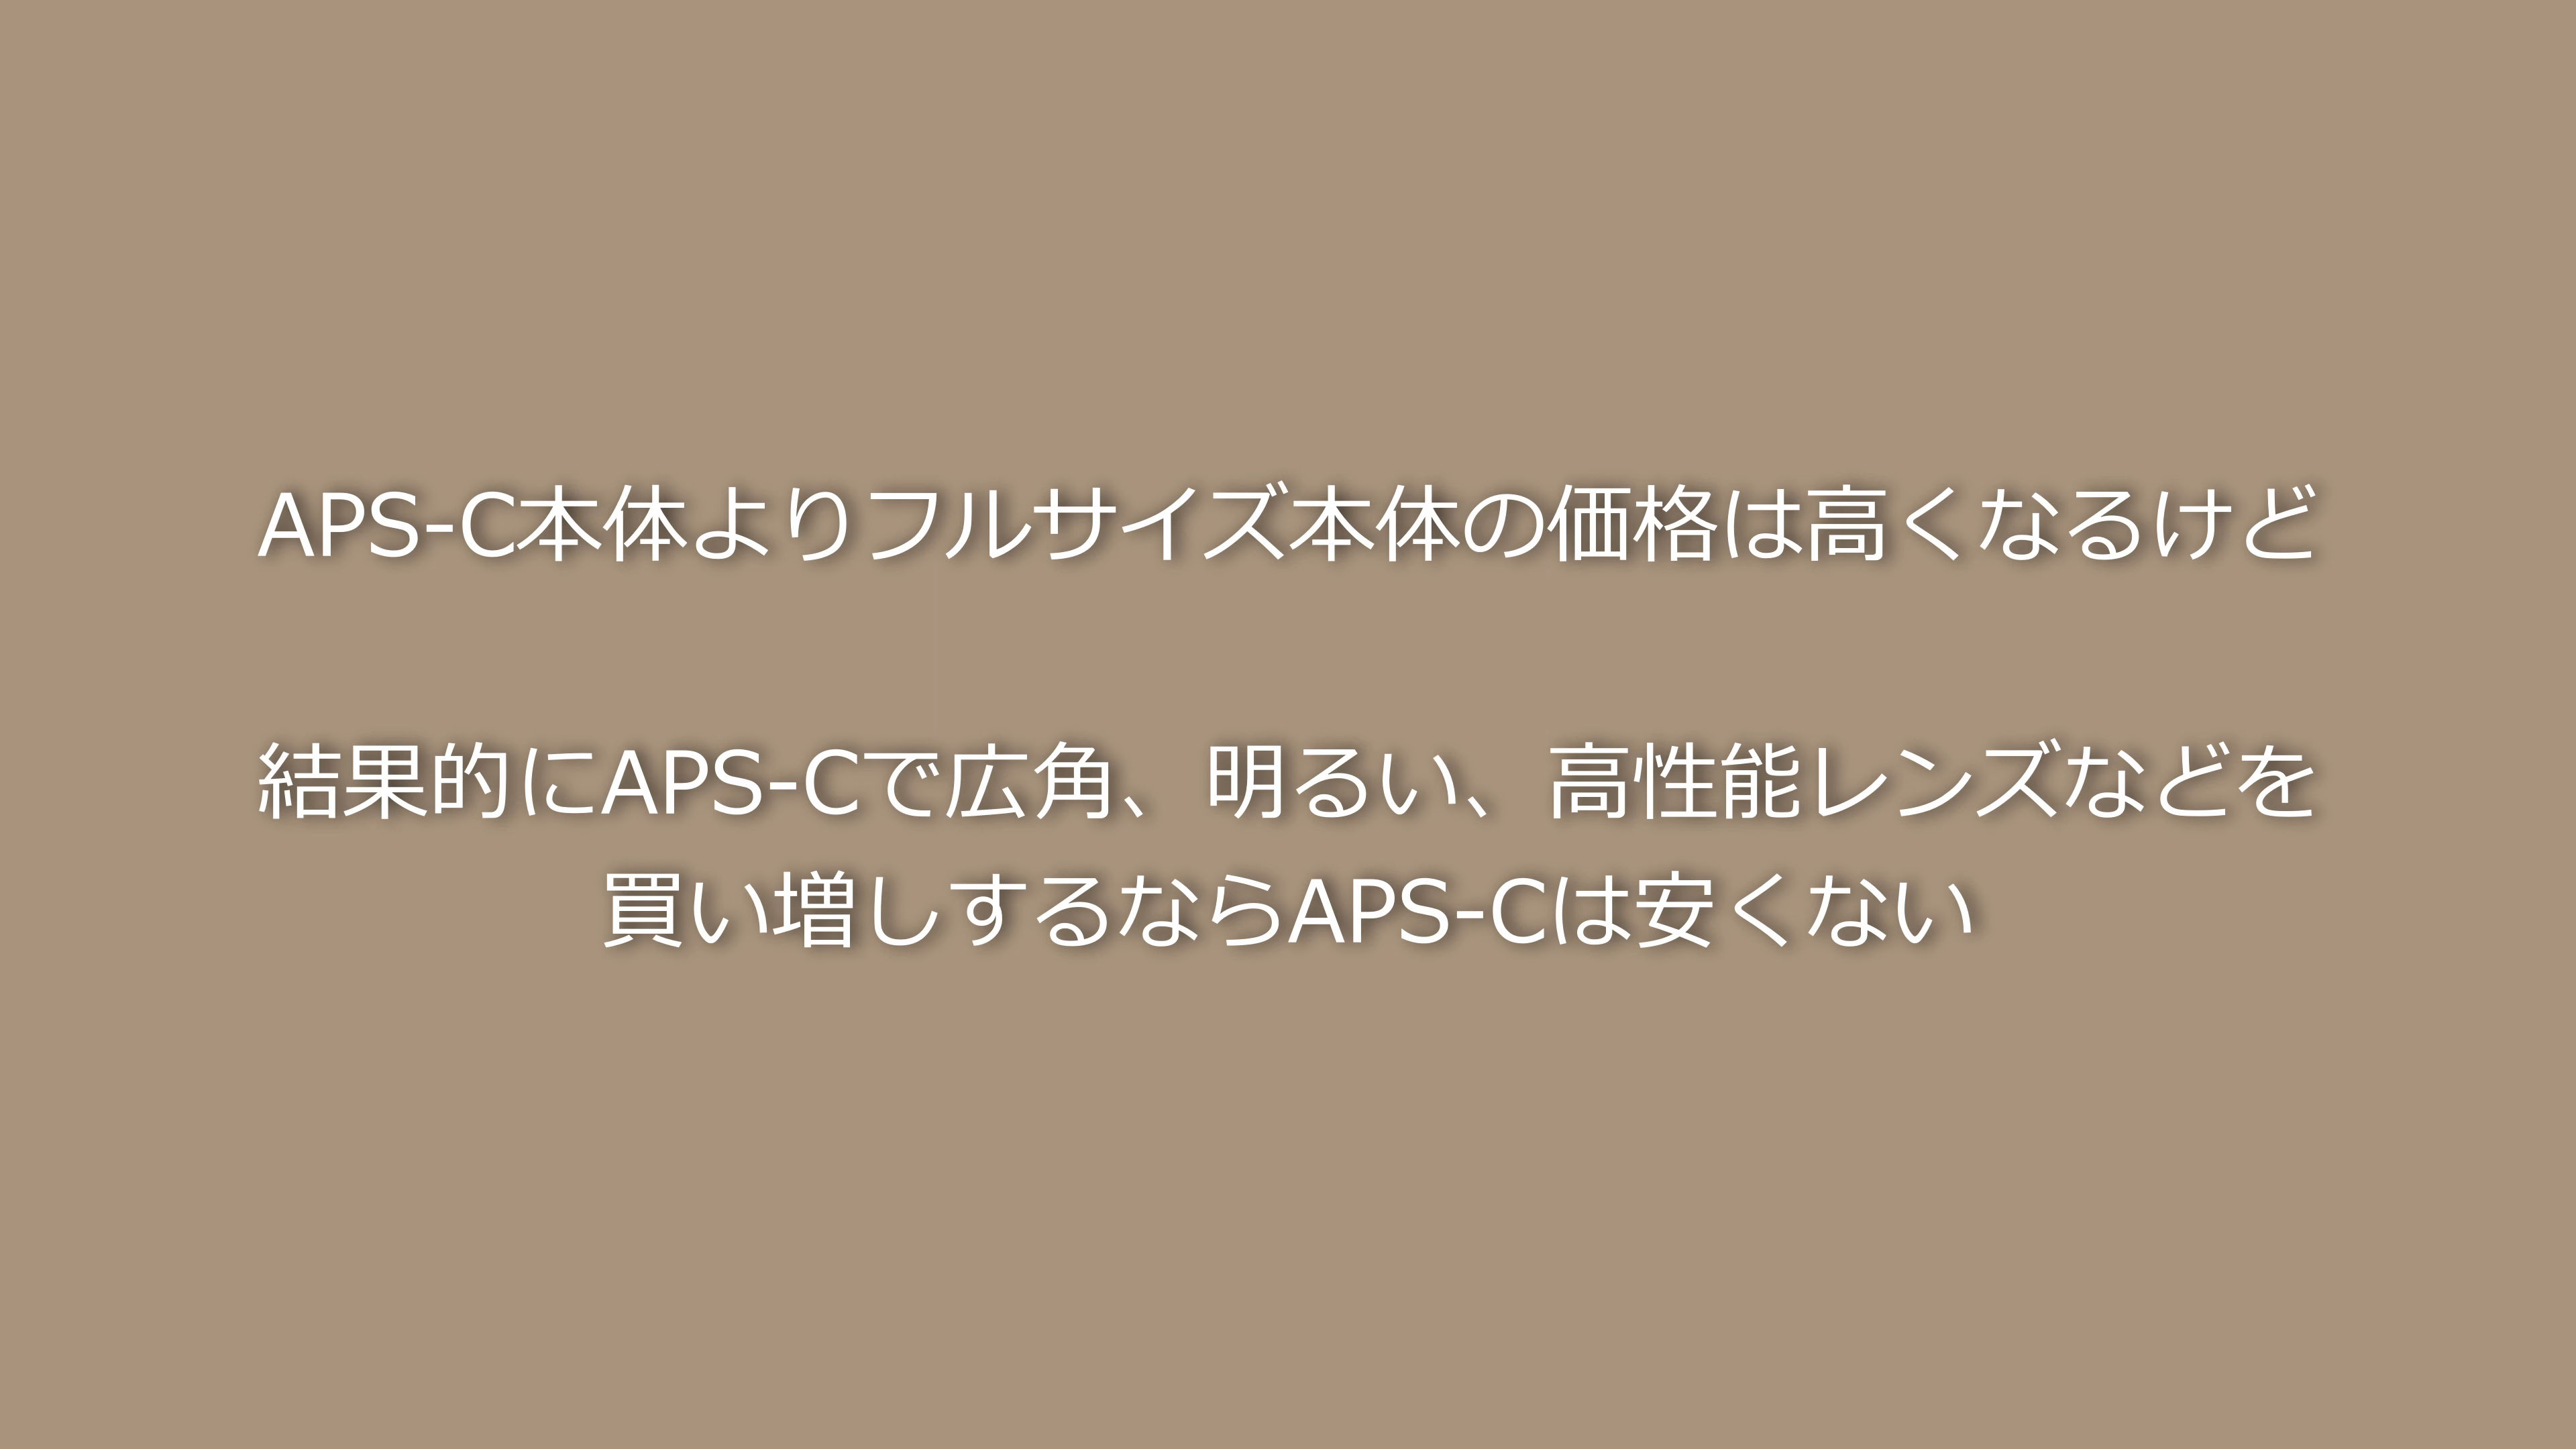 APS-C本体よりフルサイズ本体の価格は高くなるけど
結果的にAPS-Cで広角、明るい、高性能レンズなどを
買い増しするならAPS-Cは安くない